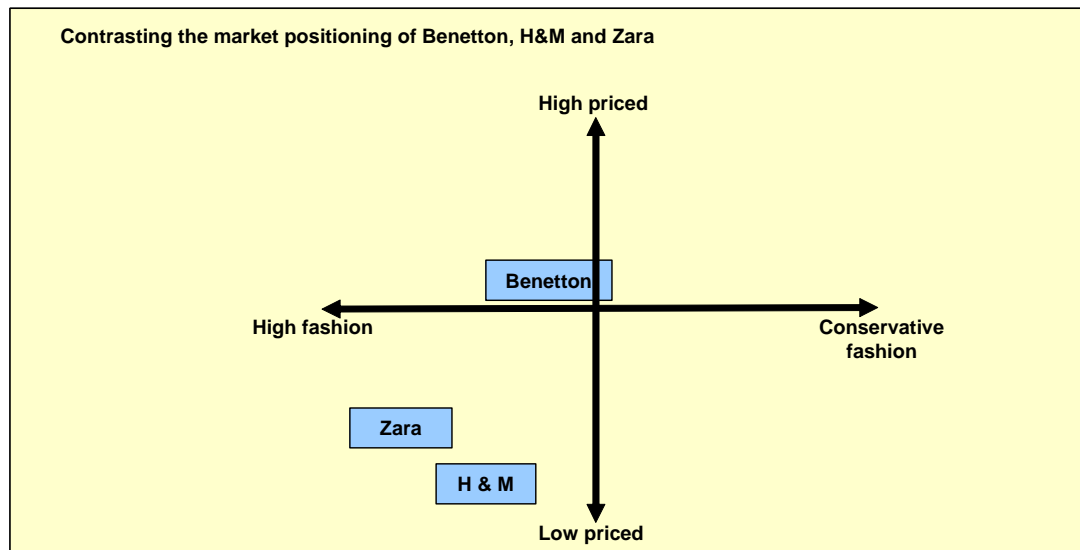 Contrasting the market positioning of Benetton, H&M and Zara
High priced
Benetton
High fashion
Conservative
fashion
Zara
H & M
Low priced